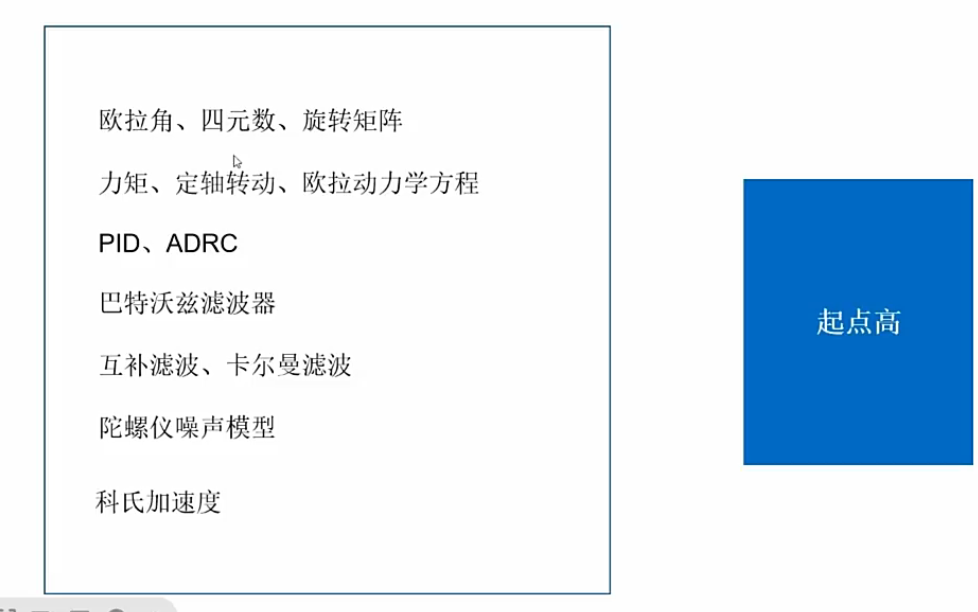 欧拉角、四元数、旋转矩阵
力矩、定轴转动、欧拉动力学方程
PID、ADRC
巴特沃兹滤波器
互补滤波、卡尔曼滤波
陀螺仪噪声模型
科氏加速度
起点高